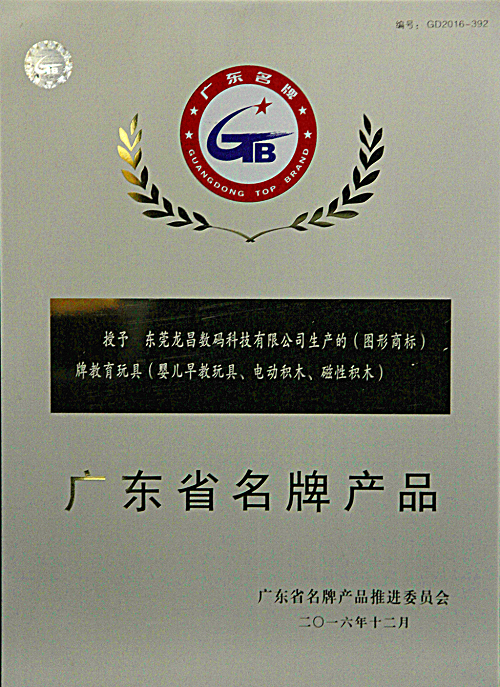 编号：GD2016-392
广东名牌
GTB
GUANGDONG TOP BRAND
授予 东莞龙昌数码科技有限公司生产的（图形商标）
牌教育玩具（婴儿早教玩具、电动积木、磁性积木）
广东省名牌产品
广东省名牌产品推进委员会
二〇一六年十二月